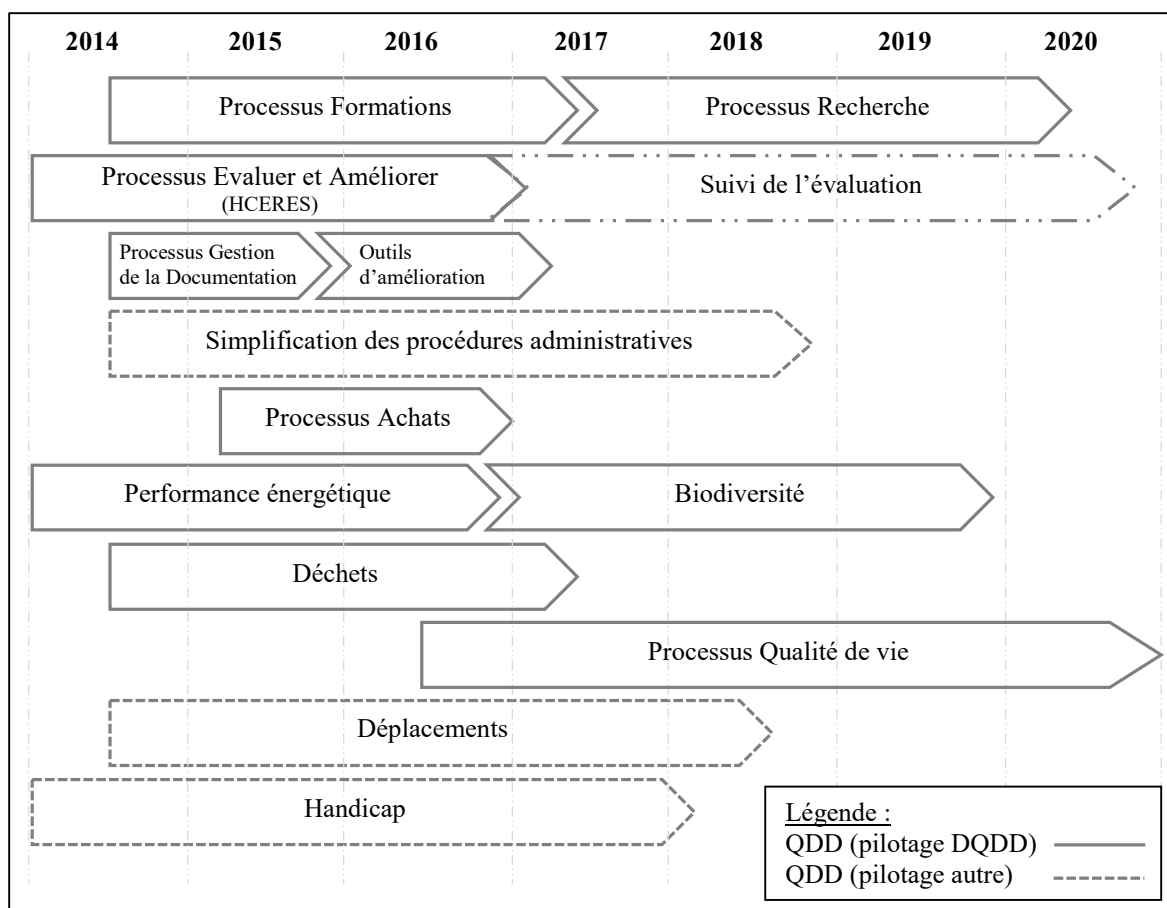 2014 2015 2016 2017 2018 2019 2020
Processus Formations
Processus Recherche
Processus Evaluer et Améliorer
(HCERES)
Suivi de l'évaluation
Processus Gestion
de la Documentation
Outils
d'amélioration
Simplification des procédures administratives
Processus Achats
Performance énergétique
Biodiversité
Déchets
Processus Qualité de vie
Déplacements
Handicap
Légende :
QDD (pilotage DQDD)
QDD (pilotage autre)